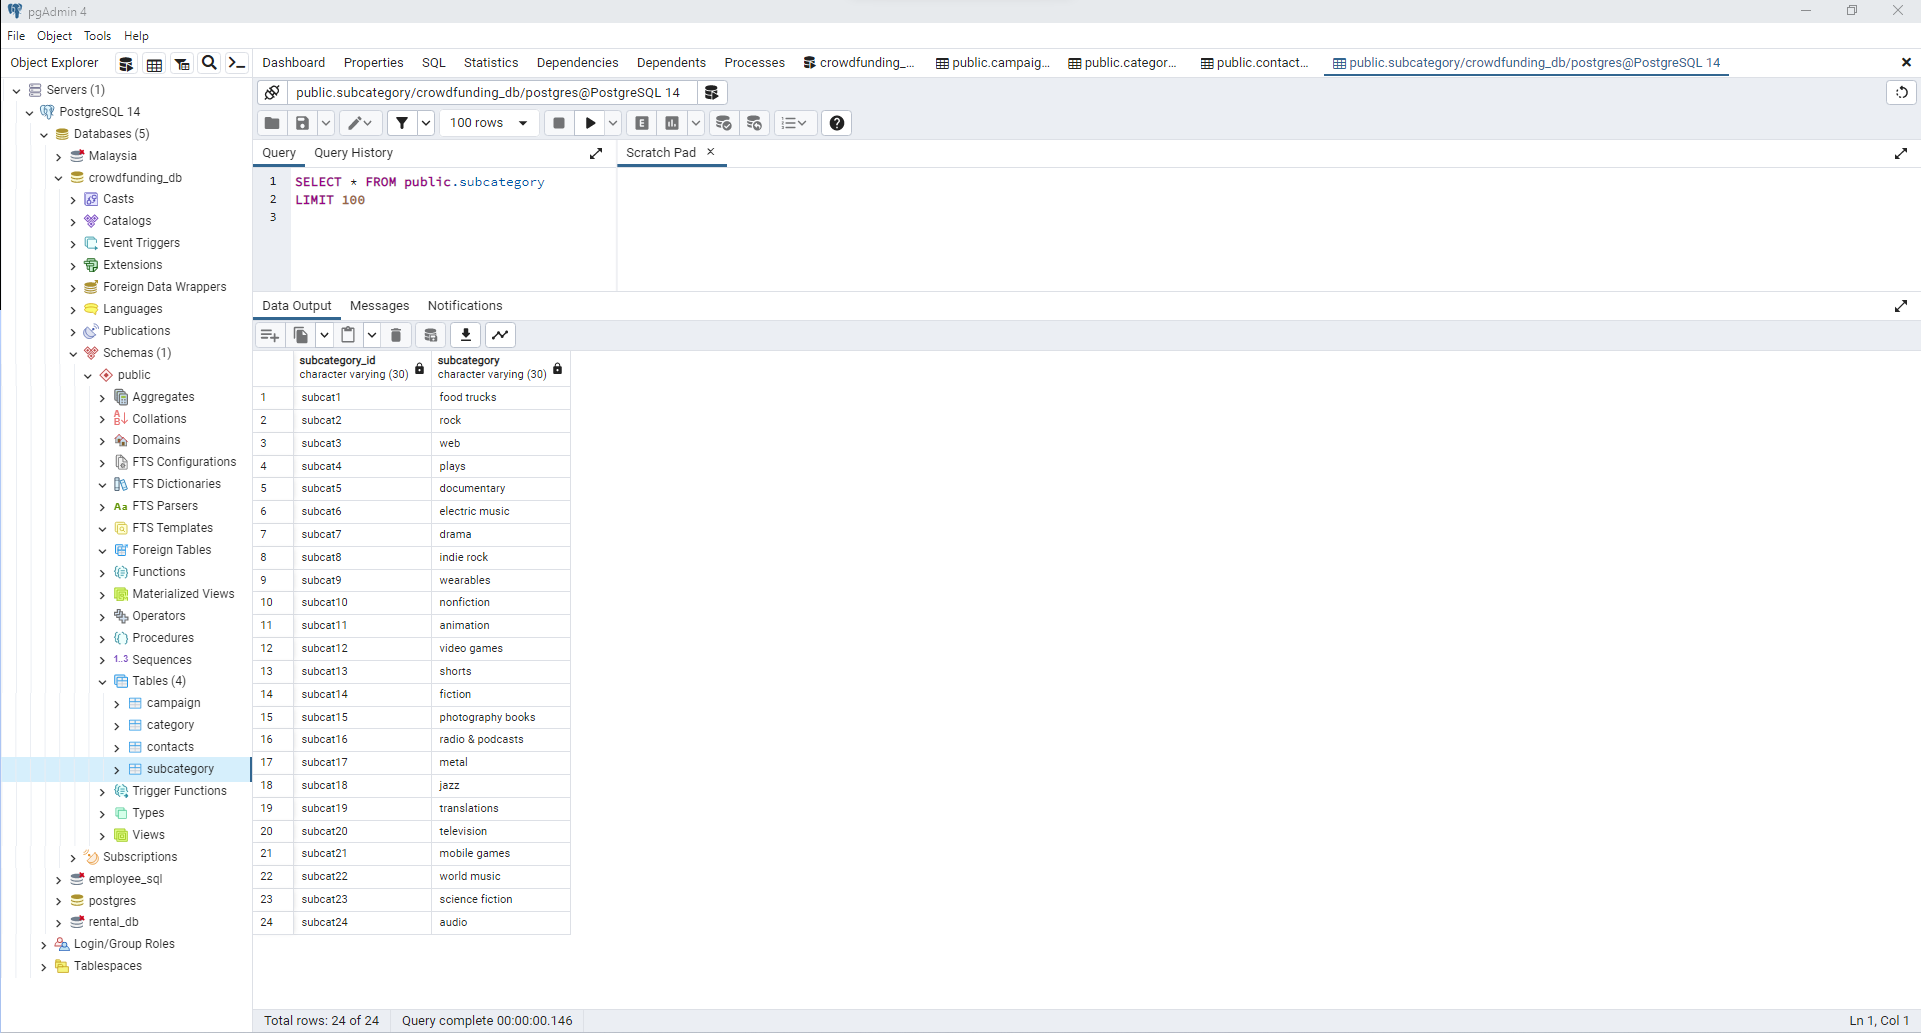 pgAdmin 4
File Object Tools Help
Object Explorer
Dashboard Properties SQL Statistics Dependencies Dependents Processes crowdfunding_... public.campaig... public.categor... public.contact... public.subcategory/crowdfunding_db/postgres@PostgreSQL 14
Servers (1)
PostgreSQL 14
Databases (5)
Malaysia
crowdfunding_db
Casts
Catalogs
Event Triggers
Extensions
Foreign Data Wrappers
Languages
Publications
Schemas (1)
public
Aggregates
Collations
Domains
FTS Configurations
FTS Dictionaries
Aa FTS Parsers
FTS Templates
Foreign Tables
Functions
Materialized Views
Operators
Procedures
1..3 Sequences
Tables (4)
campaign
category
contacts
subcategory
Trigger Functions
Types
Views
Subscriptions
employee_sql
postgres
rental_db
Login/Group Roles
Tablespaces
public.subcategory/crowdfunding_db/postgres@PostgreSQL 14
100 rows
E
Query Query History
Scratch Pad
1 SELECT * FROM public.subcategory
2 LIMIT 100
3
Data Output Messages Notifications
subcategory_id subcategory
character varying (30) character varying (30)
1 subcat1 food trucks
2 subcat2 rock
3 subcat3 web
4 subcat4 plays
5 subcat5 documentary
6 subcat6 electric music
7 subcat7 drama
8 subcat8 indie rock
9 subcat9 wearables
10 subcat10 nonfiction
11 subcat11 animation
12 subcat12 video games
13 subcat13 shorts
14 subcat14 fiction
15 subcat15 photography books
16 subcat16 radio & podcasts
17 subcat17 metal
18 subcat18 jazz
19 subcat19 translations
20 subcat20 television
21 subcat21 mobile games
22 subcat22 world music
23 subcat23 science fiction
24 subcat24 audio
Total rows: 24 of 24 Query complete 00:00:00.146
Ln 1, Col 1